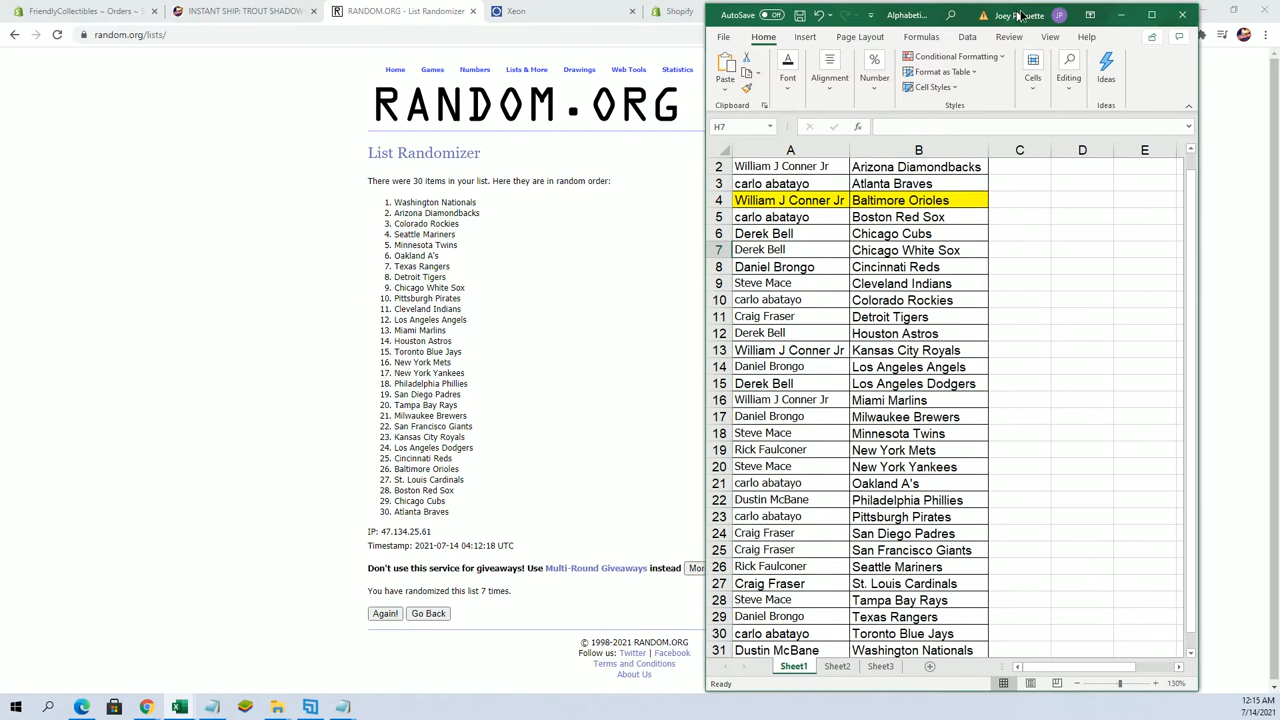 FriendlyCollectibles ~ Orders ~ S
INSTANT SHIP: TROUT SHADOW
RANDOM.ORG - List Randomizer
Xeon
Shopify
random.org/lists/
Home Games Numbers Lists & More Drawings Web Tools Statistics
RANDOM.ORG
List Randomizer
There were 30 items in your list. Here they are in random order:
1. Washington Nationals
2. Arizona Diamondbacks
3. Colorado Rockies
4. Seattle Mariners
5. Minnesota Twins
6. Oakland A's
7. Texas Rangers
8. Detroit Tigers
9. Chicago White Sox
10. Pittsburgh Pirates
11. Cleveland Indians
12. Los Angeles Angels
13. Miami Marlins
14. Houston Astros
15. Toronto Blue Jays
16. New York Mets
17. New York Yankees
18. Philadelphia Phillies
19. San Diego Padres
20. Tampa Bay Rays
21. Milwaukee Brewers
22. San Francisco Giants
23. Kansas City Royals
24. Los Angeles Dodgers
25. Cincinnati Reds
26. Baltimore Orioles
27. St. Louis Cardinals
28. Boston Red Sox
29. Chicago Cubs
30. Atlanta Braves
IP: 47.134.25.61
Timestamp: 2021-07-14 04:12:18 UTC
Don't use this service for giveaways! Use Multi-Round Giveaways instead
You have randomized this list 7 times.
Again! Go Back
© 1998-2021 RANDOM.ORG
Follow us: Twitter | Facebook
Terms and Conditions
About Us
AutoSave Off Alphabeti... Joey JP
File Home Insert Formulas Data Review View Help
Paste Font Alignment Number Conditional Formatting Format as Table Cell Styles Cells Editing Ideas
Clipboard Styles Ideas
H7 fx
A B C D E
2 William J Conner Jr Arizona Diamondbacks
3 carlo abatayo Atlanta Braves
4 William J Conner Jr Baltimore Orioles
5 carlo abatayo Boston Red Sox
6 Derek Bell Chicago Cubs
7 Derek Bell Chicago White Sox
8 Daniel Brongo Cincinnati Reds
9 Steve Mace Cleveland Indians
10 carlo abatayo Colorado Rockies
11 Craig Fraser Detroit Tigers
12 Derek Bell Houston Astros
13 William J Conner Jr Kansas City Royals
14 Daniel Brongo Los Angeles Angels
15 Derek Bell Los Angeles Dodgers
16 William J Conner Jr Miami Marlins
17 Daniel Brongo Milwaukee Brewers
18 Steve Mace Minnesota Twins
19 Rick Faulconer New York Mets
20 Steve Mace New York Yankees
21 carlo abatayo Oakland A's
22 Dustin McBane Philadelphia Phillies
23 carlo abatayo Pittsburgh Pirates
24 Craig Fraser San Diego Padres
25 Craig Fraser San Francisco Giants
26 Rick Faulconer Seattle Mariners
27 Craig Fraser St. Louis Cardinals
28 Steve Mace Tampa Bay Rays
29 Daniel Brongo Texas Rangers
30 carlo abatayo Toronto Blue Jays
31 Dustin McBane Washington Nationals
Sheet1 Sheet2 Sheet3
Ready 130%
12:15 AM
7/14/2021